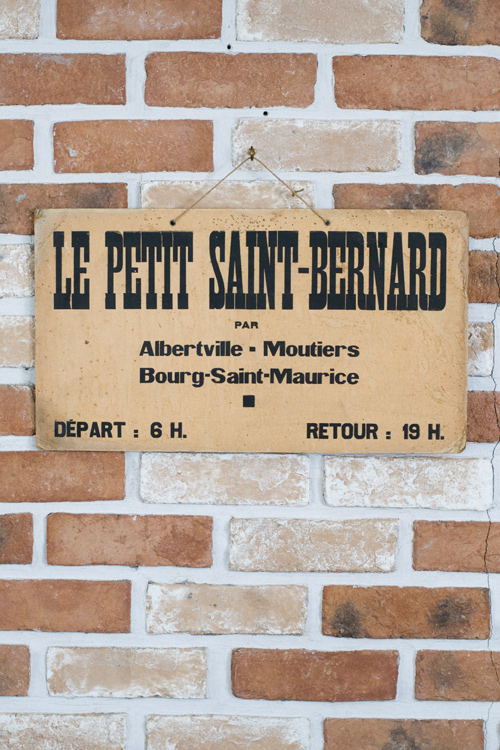 LE PETIT SAINT-BERNARD
PAR
Albertville - Moutiers
Bourg-Saint-Maurice
DÉPART : 6 H. RETOUR : 19 H.